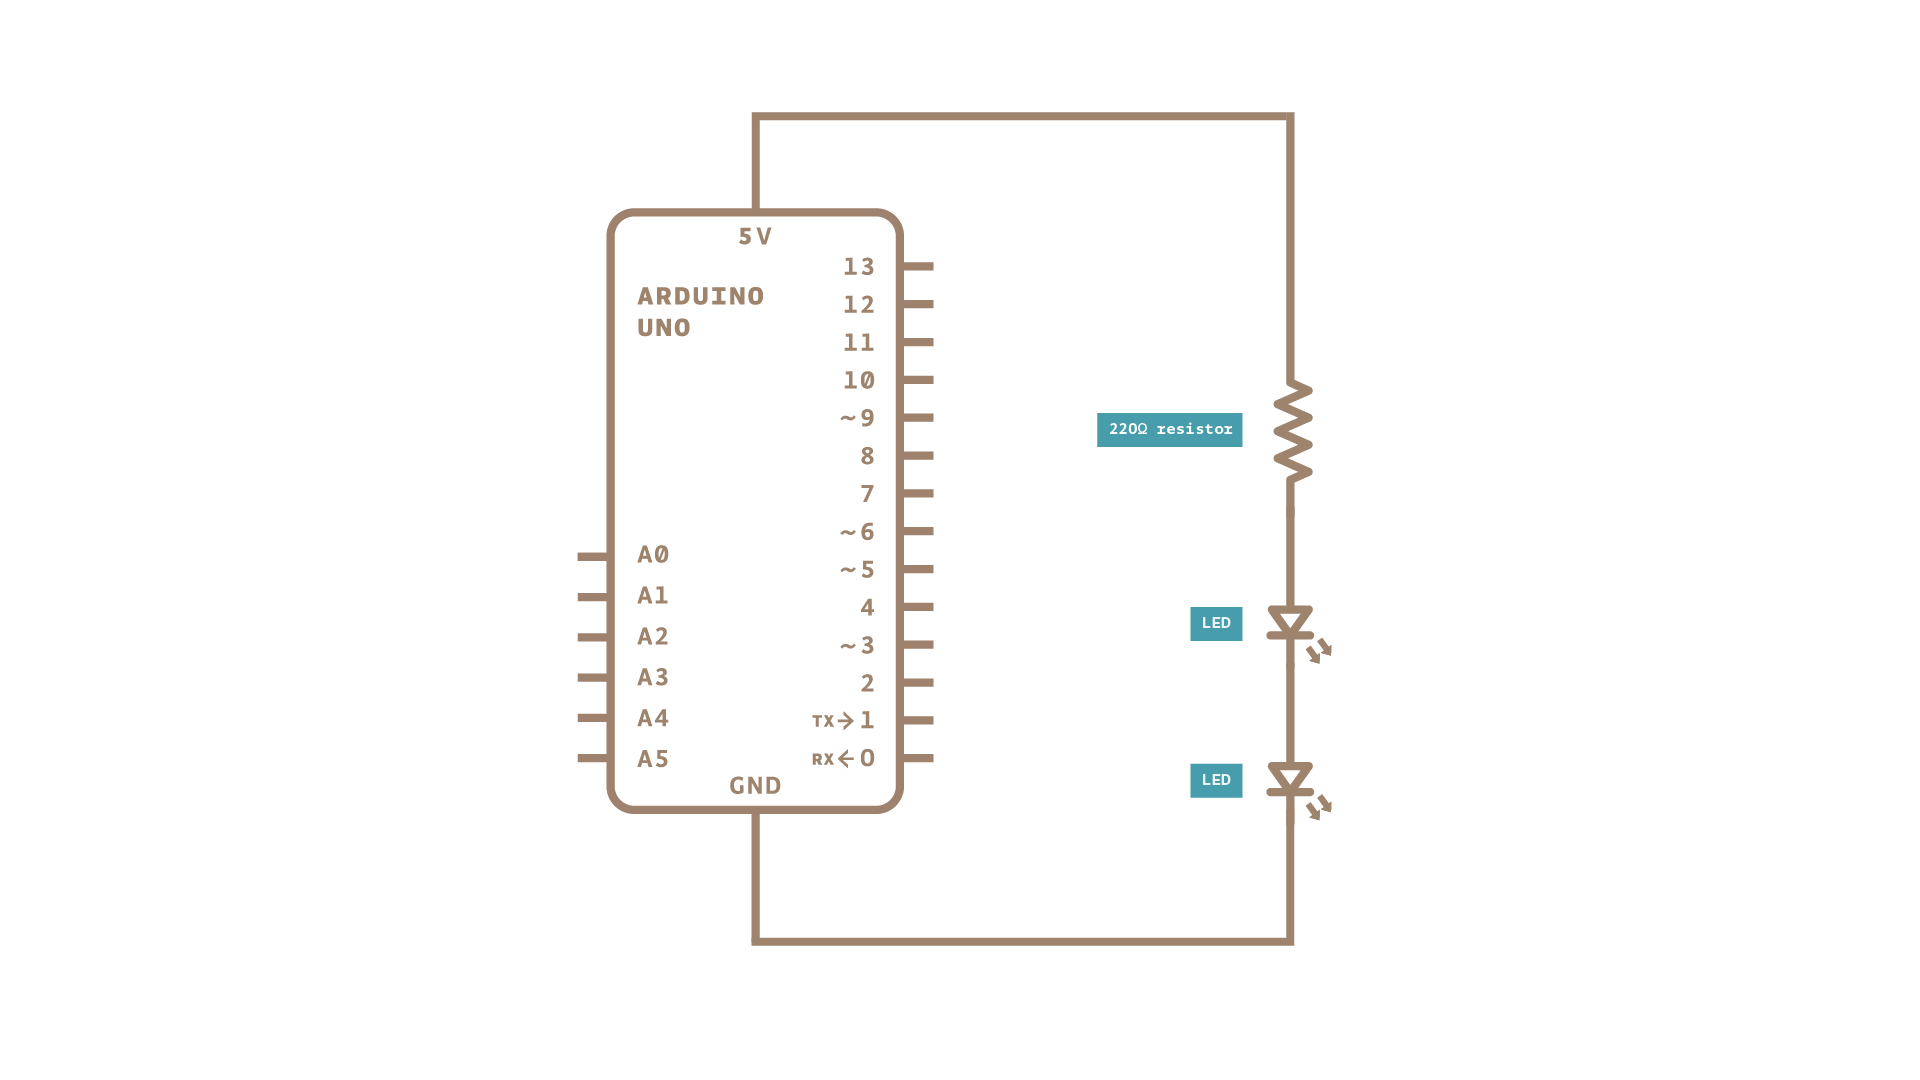 5V
ARDUINO
UNO
13
12
11
10
~9
8
7
~6
~5
4
~3
2
TX→1
RX←0
A0
A1
A2
A3
A4
A5
GND
220Ω resistor
LED
LED